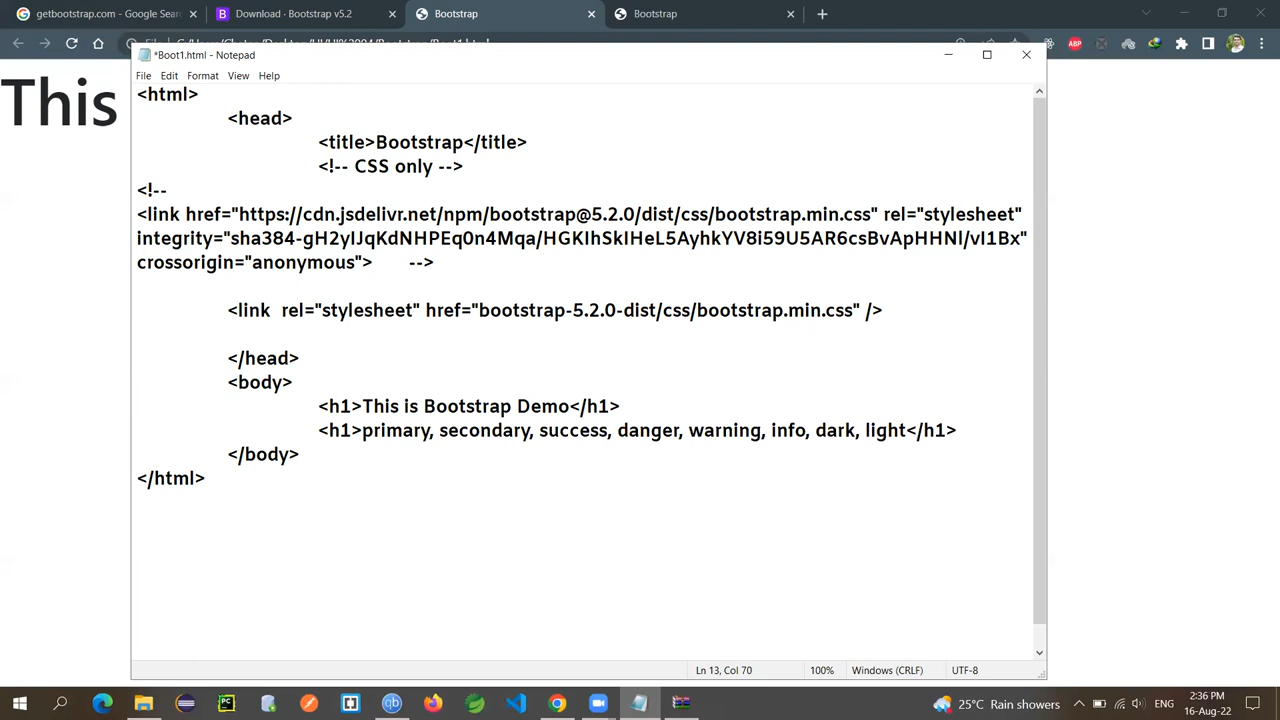 getbootstrap.com - Google Sear
Download · Bootstrap v5.2
Bootstrap
Bootstrap
*Boot1.html - Notepad
File Edit Format View Help
This
<html>
<head>
<title>Bootstrap</title>
<!-- CSS only -->
<!--
<link href="https://cdn.jsdelivr.net/npm/bootstrap@5.2.0/dist/css/bootstrap.min.css" rel="stylesheet"
integrity="sha384-gH2yIJqKdNHPEq0n4Mqa/HGKIhSkIHeL5AyhkYV8i59U5AR6csBvApHHNl/vI1Bx"
crossorigin="anonymous"> -->
<link rel="stylesheet" href="bootstrap-5.2.0-dist/css/bootstrap.min.css" />
</head>
<body>
<h1>This is Bootstrap Demo</h1>
<h1>primary, secondary, success, danger, warning, info, dark, light</h1>
</body>
</html>
Ln 13, Col 70 100% Windows (CRLF) UTF-8
25°C Rain showers ENG 2:36 PM
16-Aug-22